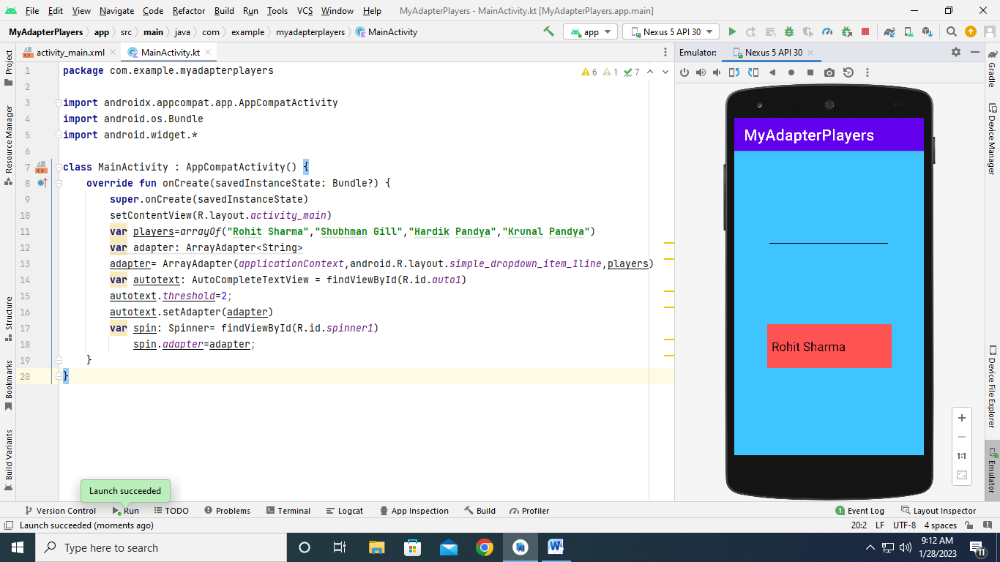 File Edit View Navigate Code Refactor Build Run Tools VCS Window Help MyAdapterPlayers - MainActivity.kt [MyAdapterPlayers.app.main]
MyAdapterPlayers app src main java com example myadapterplayers MainActivity app Nexus 5 API 30
activity_main.xml MainActivity.kt Emulator: Nexus 5 API 30
Project
Resource Manager
Structure
Bookmarks
Build Variants
6 1 7
1 package com.example.myadapterplayers
2
3 import androidx.appcompat.app.AppCompatActivity
4 import android.os.Bundle
5 import android.widget.*
6
7 class MainActivity : AppCompatActivity() {
8 override fun onCreate(savedInstanceState: Bundle?) {
9 super.onCreate(savedInstanceState)
10 setContentView(R.layout.activity_main)
11 var players=arrayOf("Rohit Sharma","Shubhman Gill","Hardik Pandya","Krunal Pandya")
12 var adapter: ArrayAdapter<String>
13 adapter= ArrayAdapter(applicationContext,android.R.layout.simple_dropdown_item_1line,players)
14 var autotext: AutoCompleteTextView = findViewById(R.id.auto1)
15 autotext.threshold=2;
16 autotext.setAdapter(adapter)
17 var spin: Spinner= findViewById(R.id.spinner1)
18 spin.adapter=adapter;
19 }
20 }
MyAdapterPlayers
Rohit Sharma
1:1
Gradle
Device Manager
Device File Explorer
Emulator
Launch succeeded
Version Control Run TODO Problems Terminal Logcat App Inspection Build Profiler 1 Event Log Layout Inspector
Launch succeeded (moments ago) 20:2 LF UTF-8 4 spaces
Type here to search W 9:12 AM
1/28/2023 11